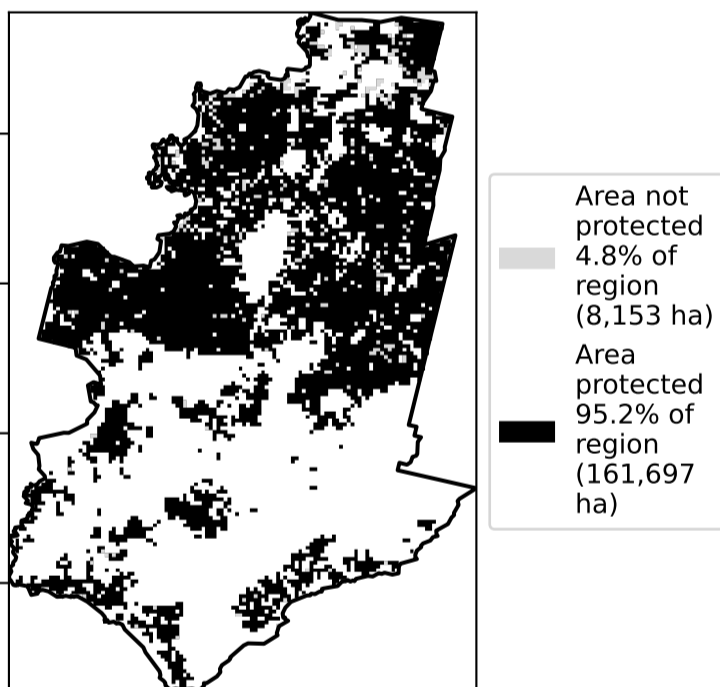 Area not
protected
4.8% of
region
(8,153 ha)
Area
protected
95.2% of
region
(161,697
ha)